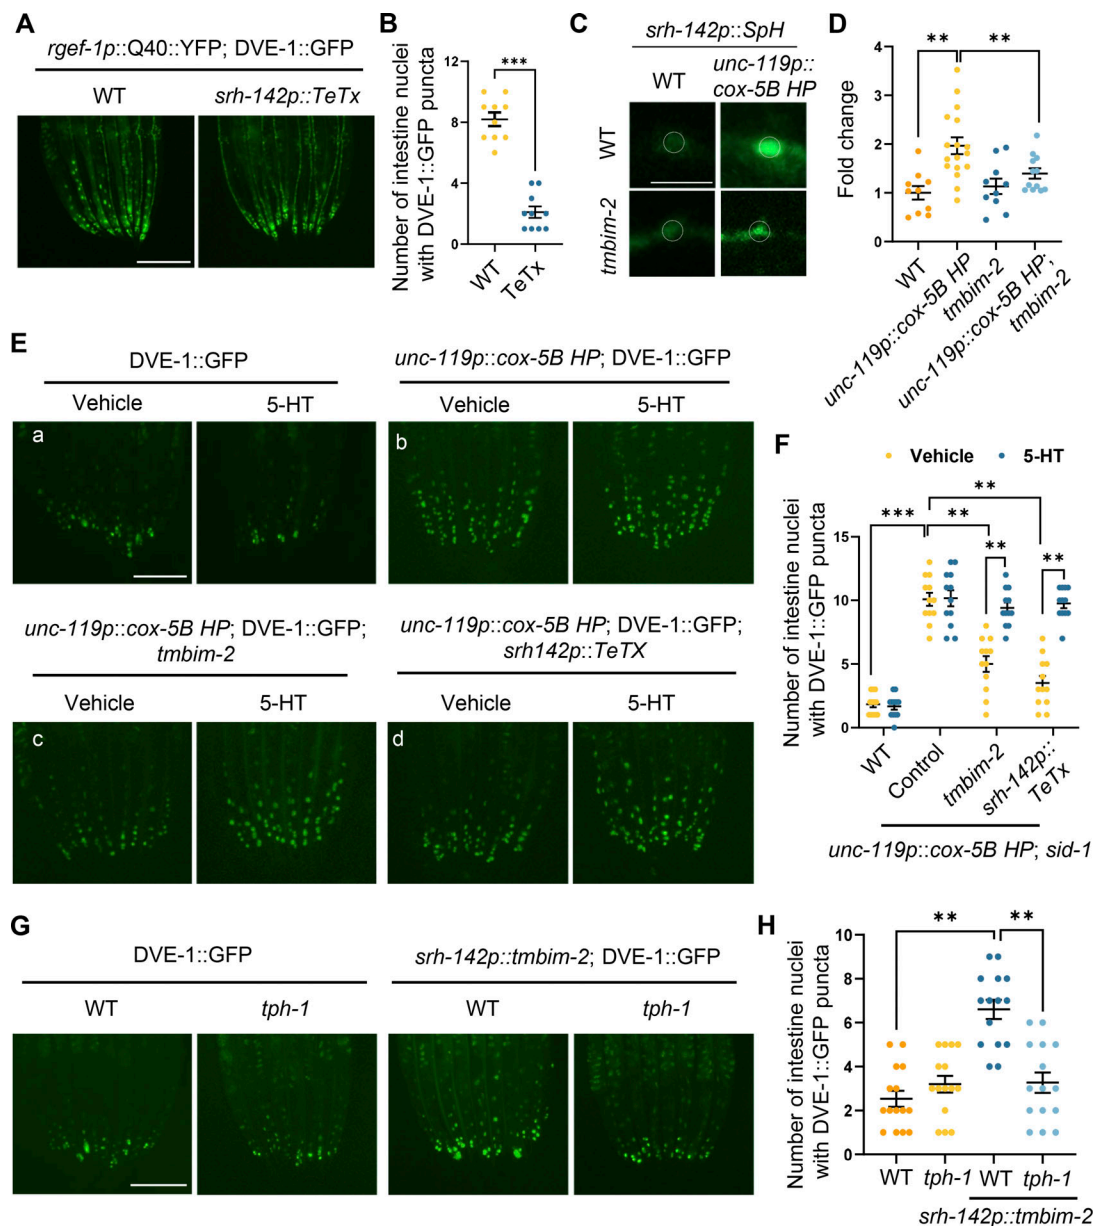 A
rgef-1p::Q40::YFP; DVE-1::GFP
WT
srh-142p::TeTx
B
Number of intestine nuclei
with DVE-1::GFP puncta
12
8
4
0
***
WT
TeTx
C
srh-142p::SpH
WT
unc-119p::
cox-5B HP
WT
tmbim-2
D
Fold change
4
3
2
1
0
**
**
WT
unc-119p::cox-5B HP
tmbim-2
unc-119p::cox-5B HP;
tmbim-2
E
DVE-1::GFP
Vehicle
5-HT
a
unc-119p::cox-5B HP; DVE-1::GFP
Vehicle
5-HT
b
unc-119p::cox-5B HP; DVE-1::GFP;
tmbim-2
Vehicle
5-HT
c
unc-119p::cox-5B HP; DVE-1::GFP;
srh142p::TeTX
Vehicle
5-HT
d
F
Vehicle
5-HT
Number of intestine nuclei
with DVE-1::GFP puncta
15
10
5
0
**
***
**
**
**
WT
Control
tmbim-2
srh-142p::
TeTx
unc-119p::cox-5B HP; sid-1
G
DVE-1::GFP
WT
tph-1
srh-142p::tmbim-2; DVE-1::GFP
WT
tph-1
H
Number of intestine nuclei
with DVE-1::GFP puncta
10
8
6
4
2
0
**
**
WT
tph-1
WT
tph-1
srh-142p::tmbim-2